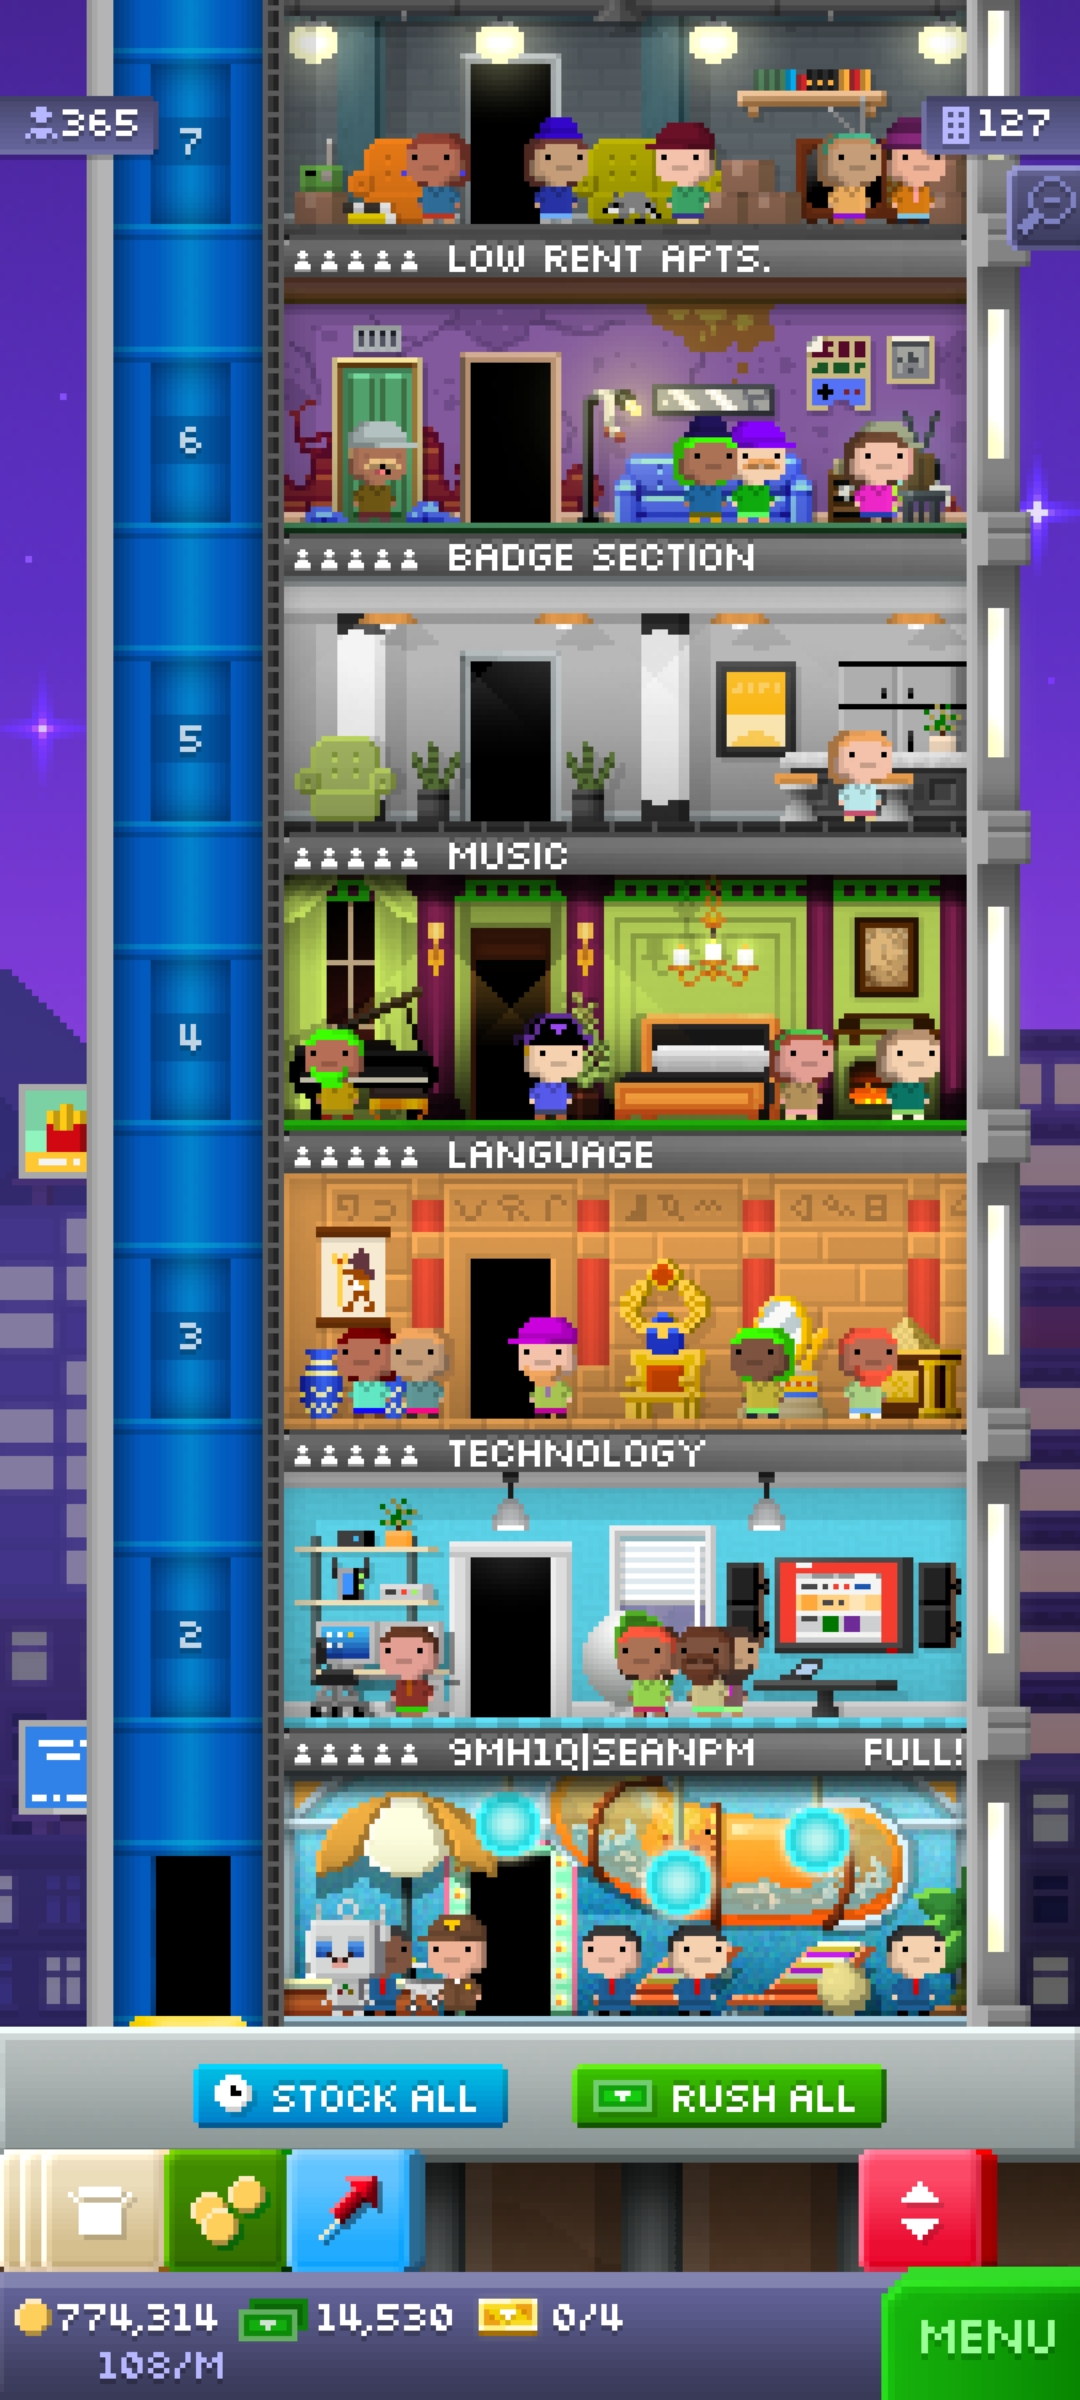 365
7
127
LOW RENT APTS.
6
BADGE SECTION
5
MUSIC
4
LANGUAGE
3
TECHNOLOGY
2
9MH1Q|SEANPM FULL!
STOCK ALL
RUSH ALL
774,314 14,530 0/4
108/M
MENU